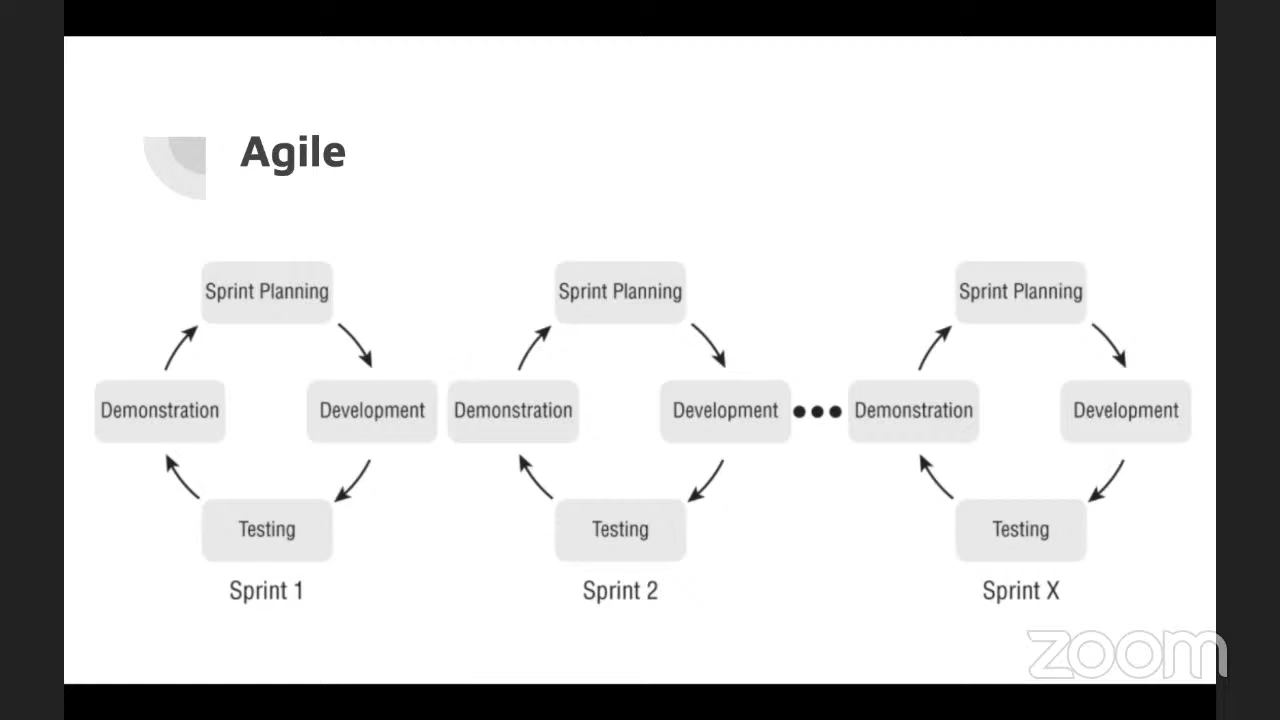 Agile
Sprint Planning
Sprint Planning
Sprint Planning
Demonstration
Development
Demonstration
Development
Demonstration
Development
Testing
Testing
Testing
Sprint 1
Sprint 2
Sprint X
zoom